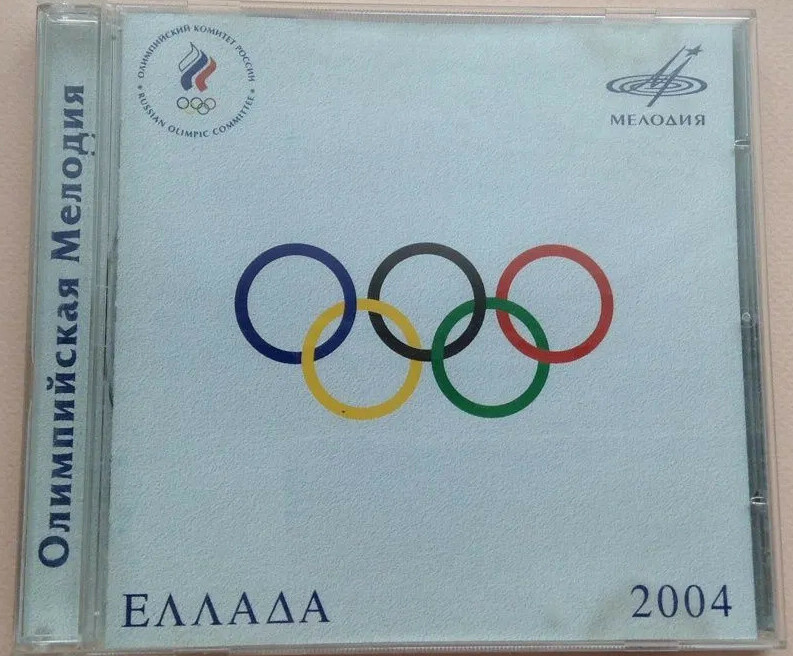 Олимпийская Мелодия
ОЛИМПИЙСКИЙ КОМИТЕТ РОССИИ
RUSSIAN OLYMPIC COMMITTEE
МЕЛОДИЯ
ΕΛΛΑΔΑ
2004